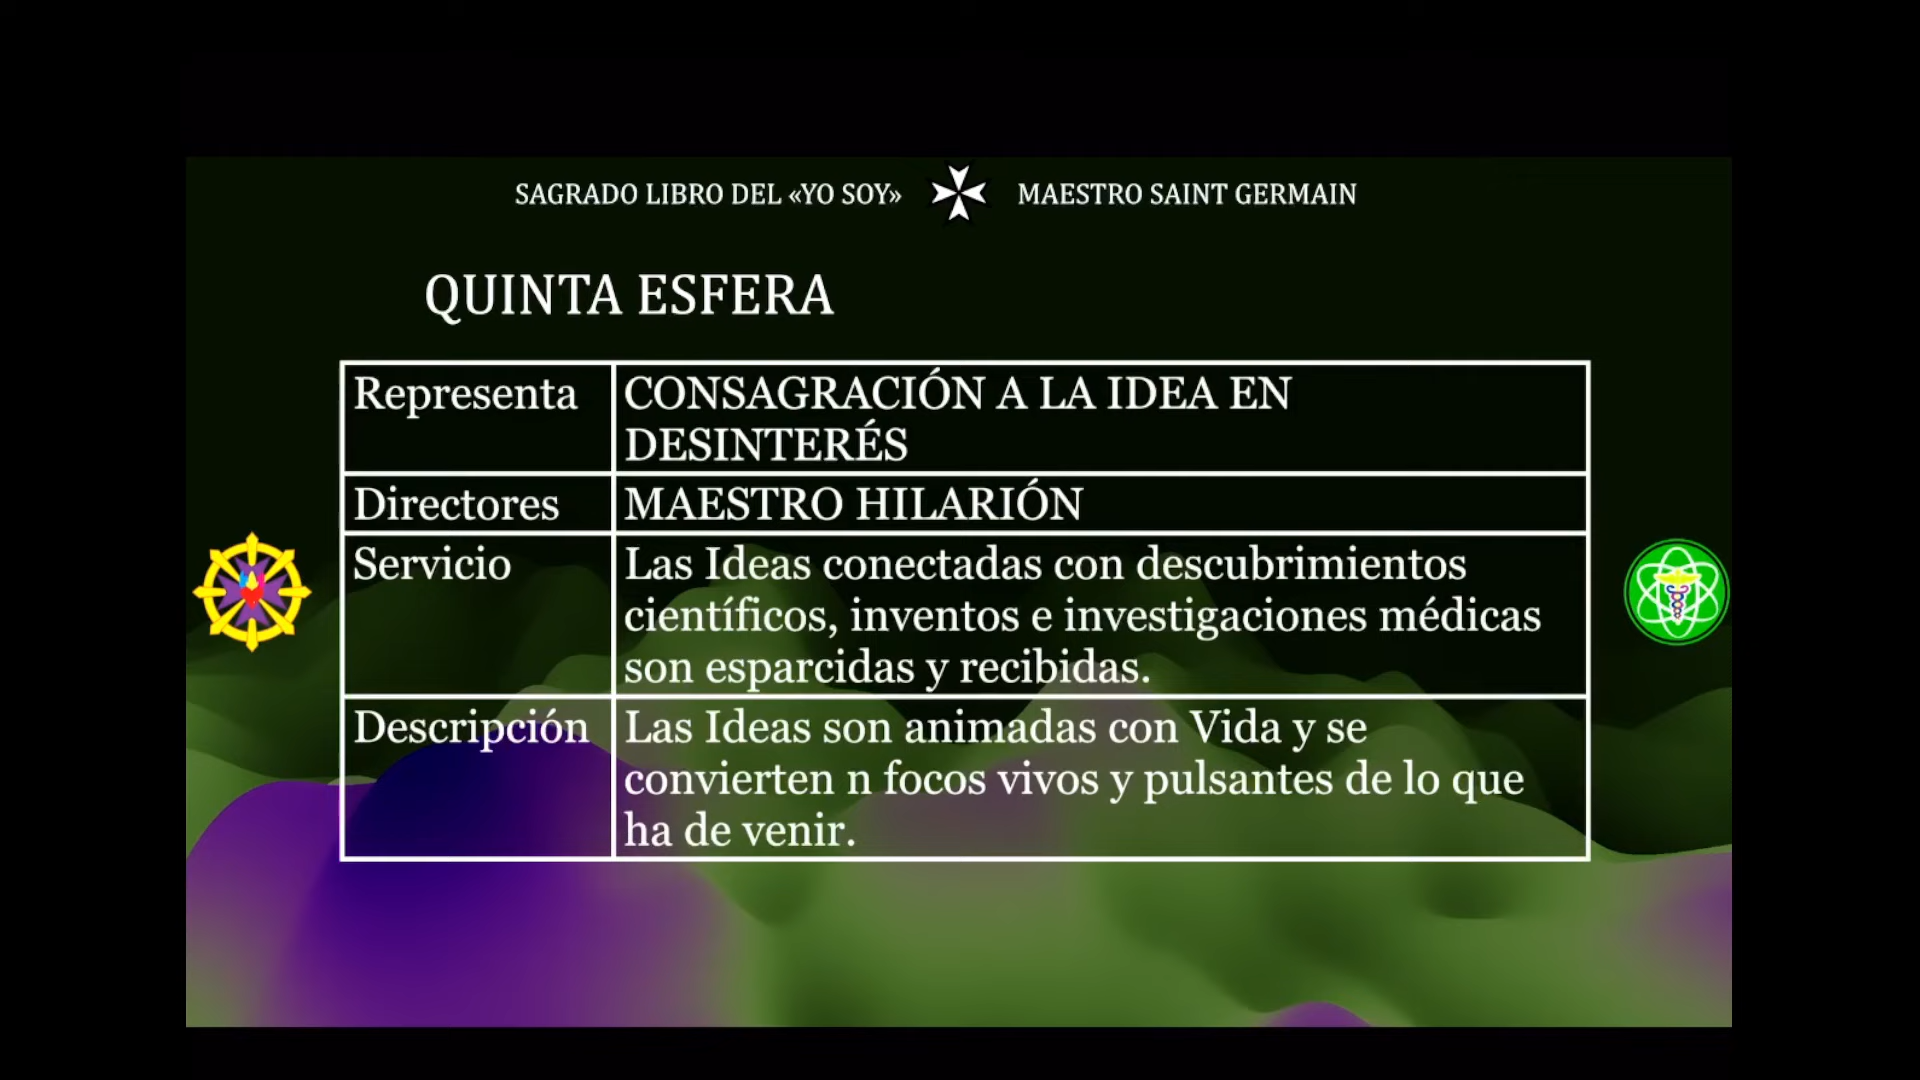 SAGRADO LIBRO DEL «YO SOY» MAESTRO SAINT GERMAIN
QUINTA ESFERA
Representa CONSAGRACIÓN A LA IDEA EN
DESINTERÉS
Directores MAESTRO HILARIÓN
Servicio Las Ideas conectadas con descubrimientos
científicos, inventos e investigaciones médicas
son esparcidas y recibidas.
Descripción Las Ideas son animadas con Vida y se
convierten n focos vivos y pulsantes de lo que
ha de venir.